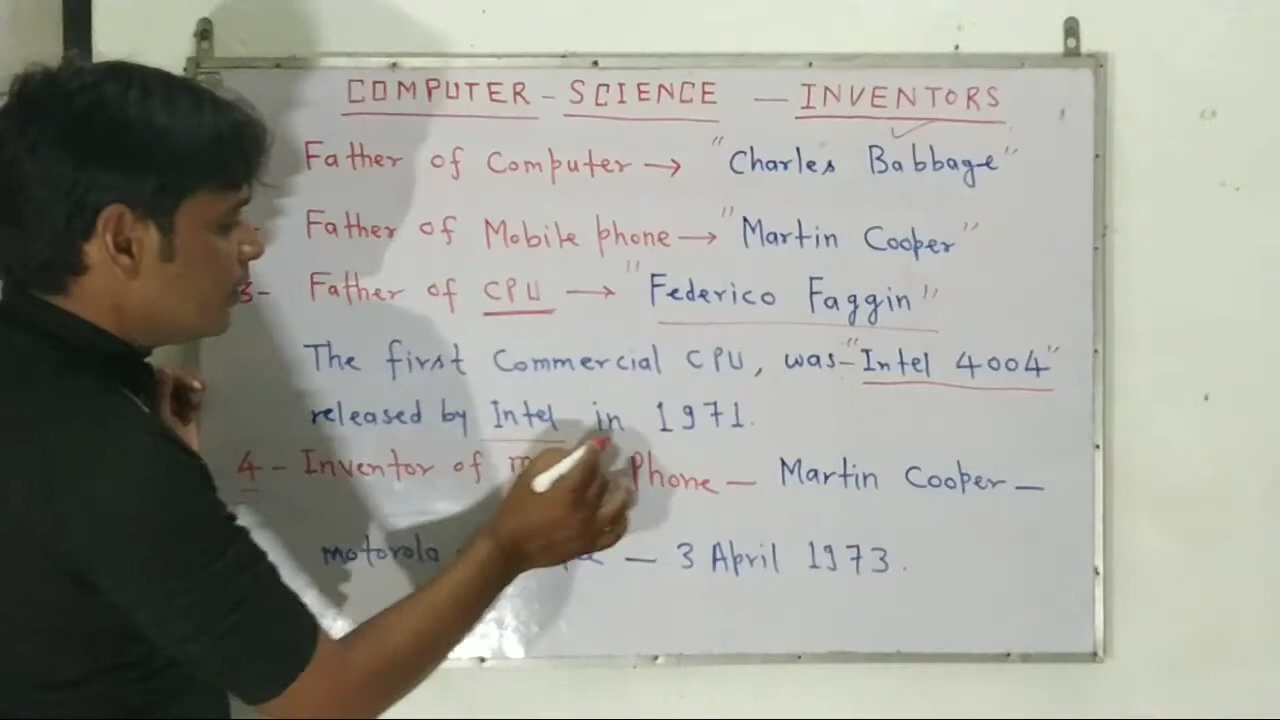 COMPUTER - SCIENCE - INVENTORS
Father of Computer → "Charles Babbage"
Father of Mobile phone → "Martin Cooper"
3- Father of CPU → "Federico Faggin"
The first Commercial CPU, was - "Intel 4004"
released by Intel in 1971.
4 - Inventor of Phone - Martin Cooper -
motorola - 3 April 1973.